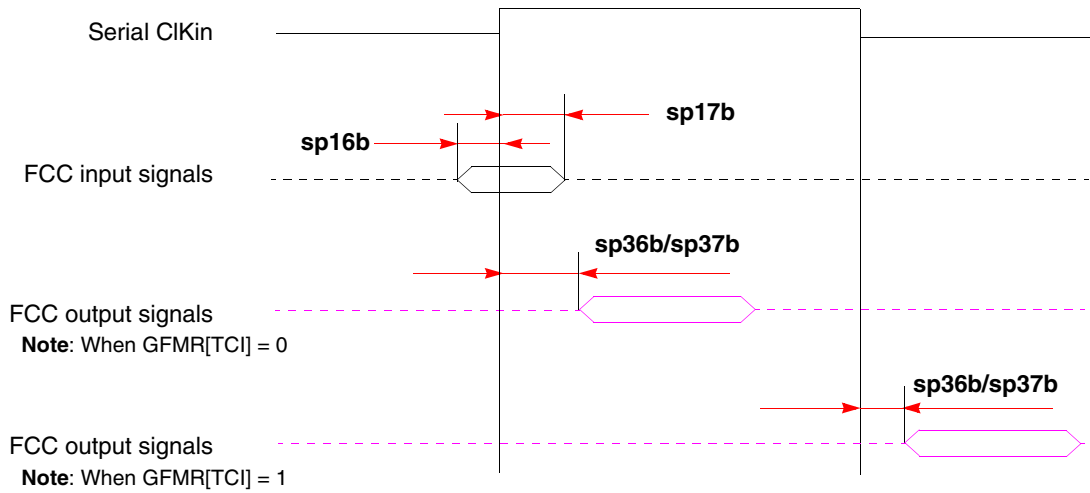 Serial ClKin
sp17b
sp16b
FCC input signals
sp36b/sp37b
FCC output signals
Note: When GFMR[TCI] = 0
sp36b/sp37b
FCC output signals
Note: When GFMR[TCI] = 1